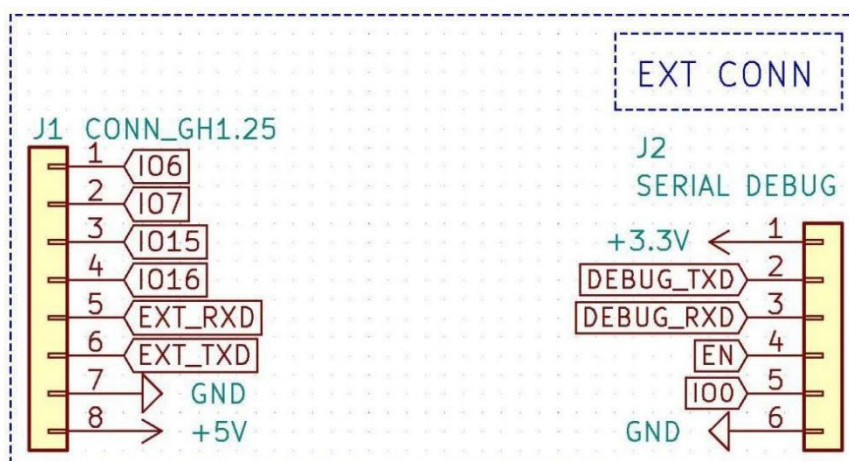 EXT CONN
J1 CONN_GH1.25
1 IO6
2 IO7
3 IO15
4 IO16
5 EXT_RXD
6 EXT_TXD
7 GND
8 +5V
J2
SERIAL DEBUG
+3.3V 1
DEBUG_TXD 2
DEBUG_RXD 3
EN 4
IO0 5
GND 6